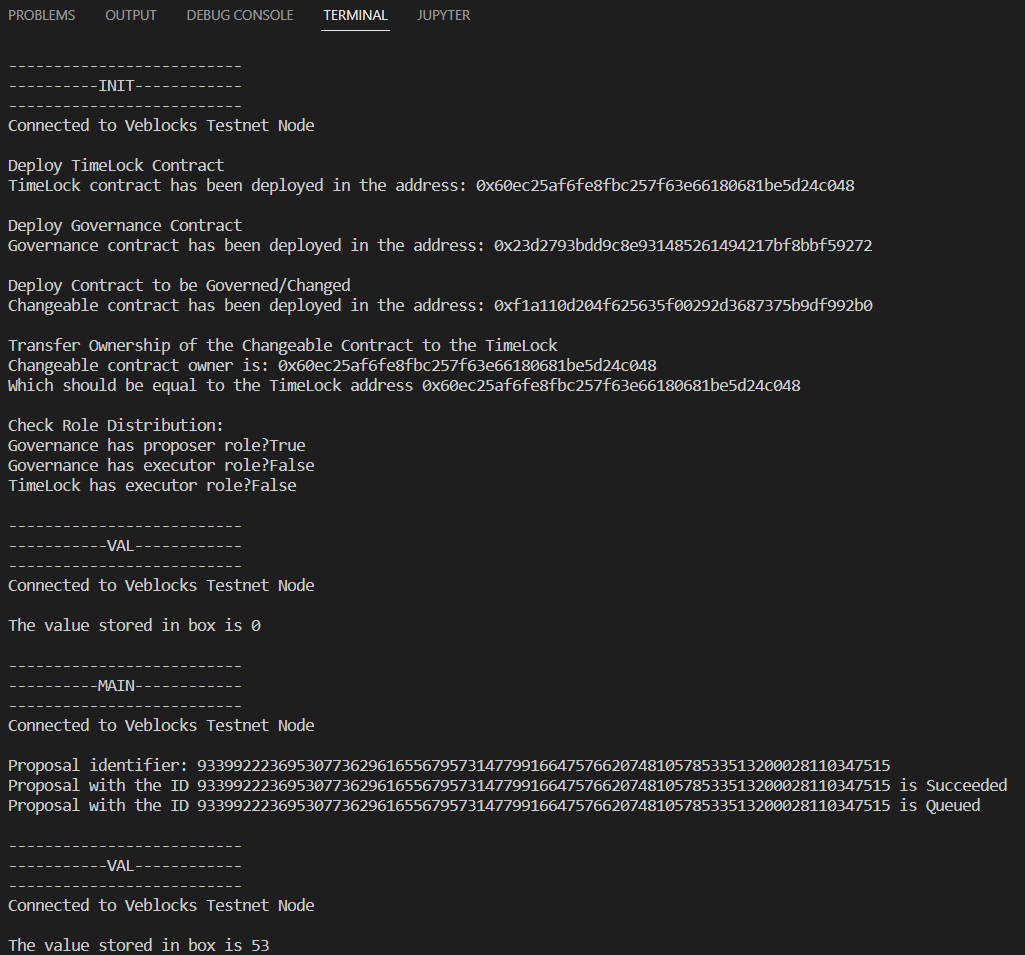 PROBLEMS OUTPUT DEBUG CONSOLE TERMINAL JUPYTER
--------------------------
----------INIT------------
--------------------------
Connected to Veblocks Testnet Node
Deploy TimeLock Contract
TimeLock contract has been deployed in the address: 0x60ec25af6fe8fbc257f63e66180681be5d24c048
Deploy Governance Contract
Governance contract has been deployed in the address: 0x23d2793bdd9c8e931485261494217bf8bbf59272
Deploy Contract to be Governed/Changed
Changeable contract has been deployed in the address: 0xf1a110d204f625635f00292d3687375b9df992b0
Transfer Ownership of the Changeable Contract to the TimeLock
Changeable contract owner is: 0x60ec25af6fe8fbc257f63e66180681be5d24c048
Which should be equal to the TimeLock address 0x60ec25af6fe8fbc257f63e66180681be5d24c048
Check Role Distribution:
Governance has proposer role?True
Governance has executor role?False
TimeLock has executor role?False
--------------------------
-----------VAL------------
--------------------------
Connected to Veblocks Testnet Node
The value stored in box is 0
--------------------------
----------MAIN------------
--------------------------
Connected to Veblocks Testnet Node
Proposal identifier: 93399222369530773629616556795731477991664757662074810578533513200028110347515
Proposal with the ID 93399222369530773629616556795731477991664757662074810578533513200028110347515 is Succeeded
Proposal with the ID 93399222369530773629616556795731477991664757662074810578533513200028110347515 is Queued
--------------------------
-----------VAL------------
--------------------------
Connected to Veblocks Testnet Node
The value stored in box is 53